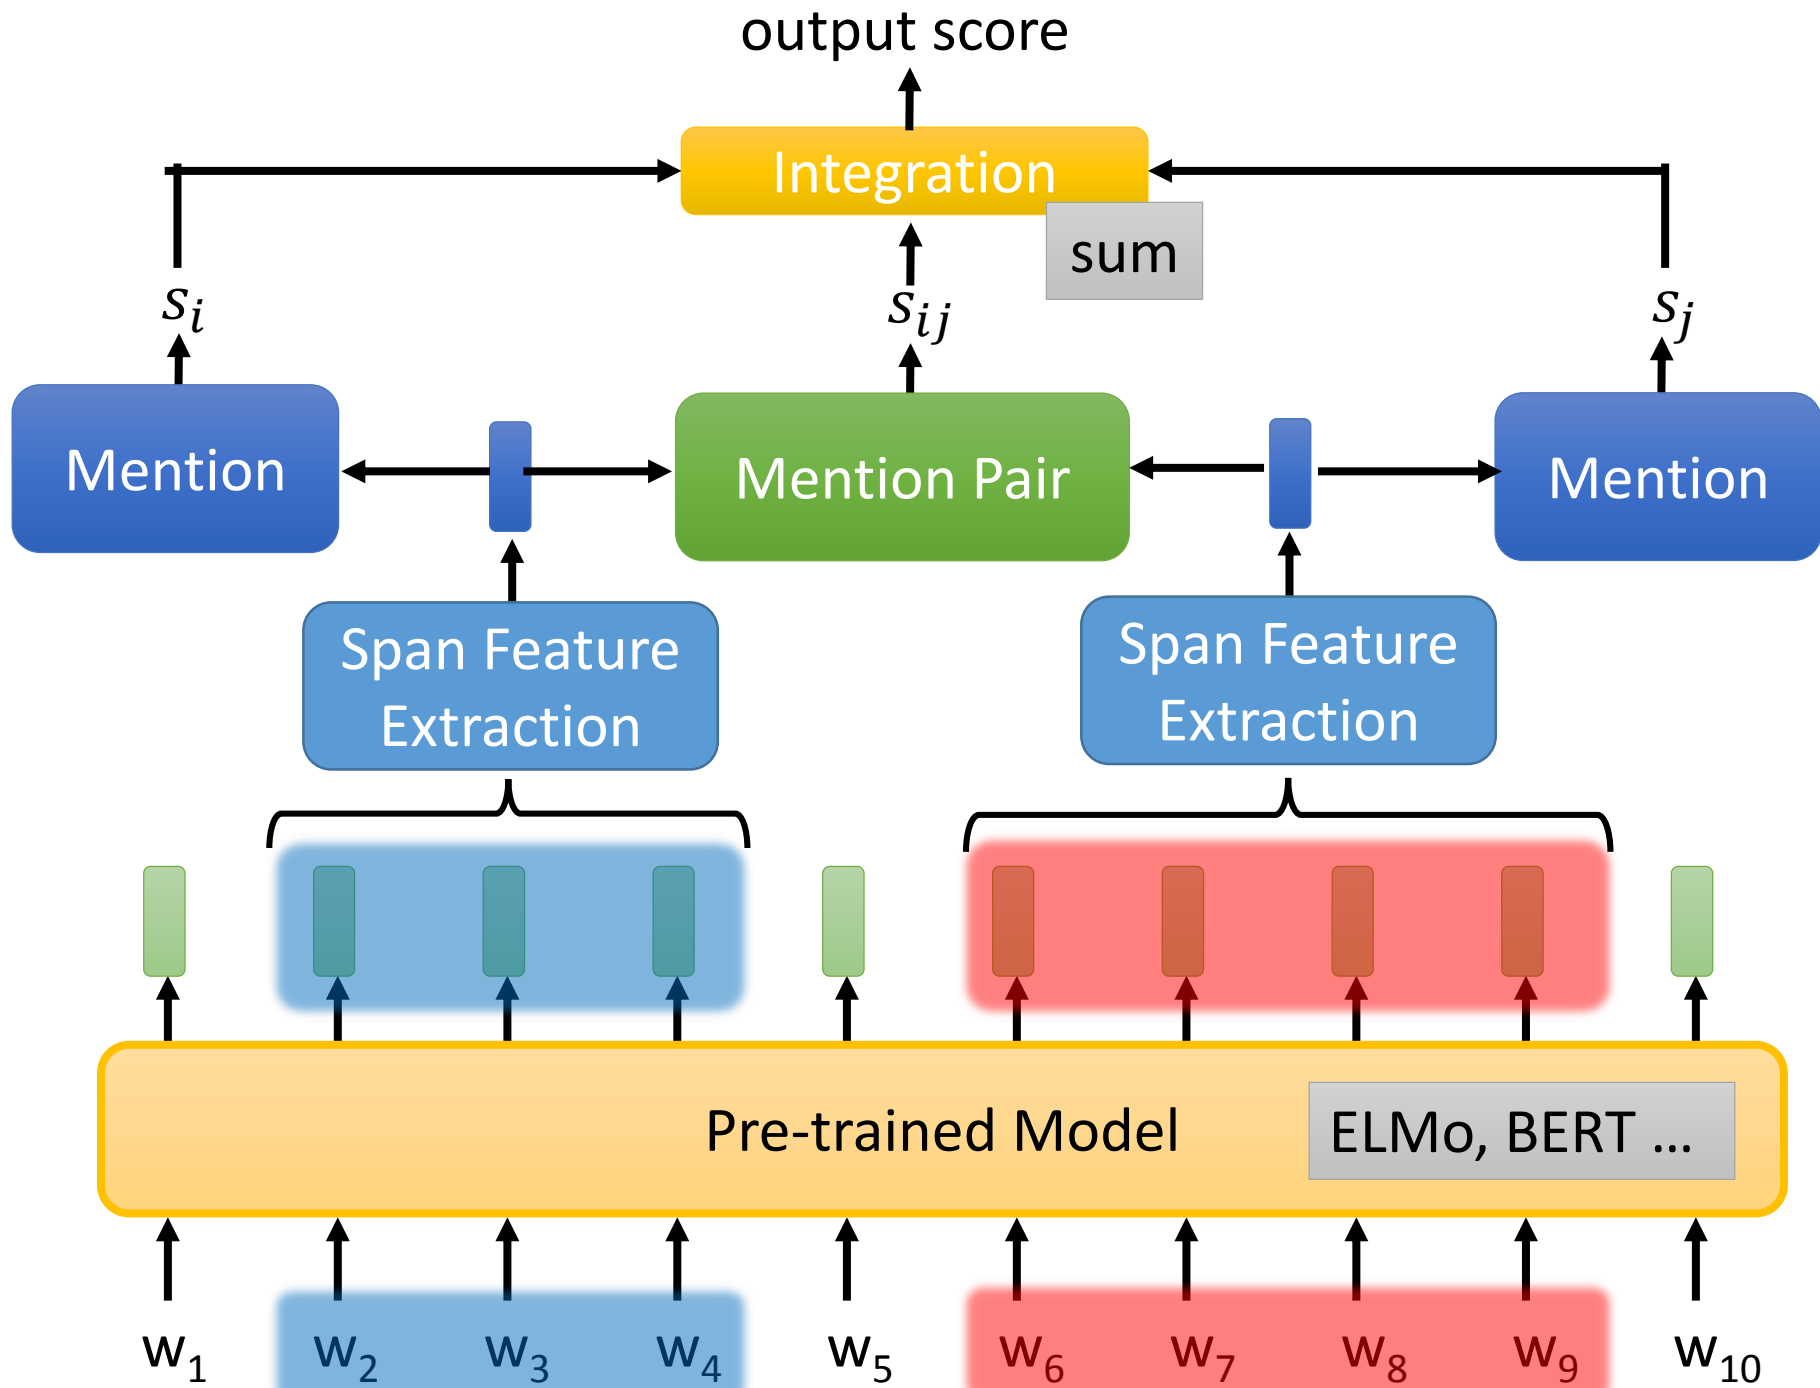 output score
Integration
sum
s_i
s_ij
s_j
Mention
Mention Pair
Mention
Span Feature
Extraction
Span Feature
Extraction
Pre-trained Model
ELMo, BERT ...
w1 w2 w3 w4 w5 w6 w7 w8 w9 w10